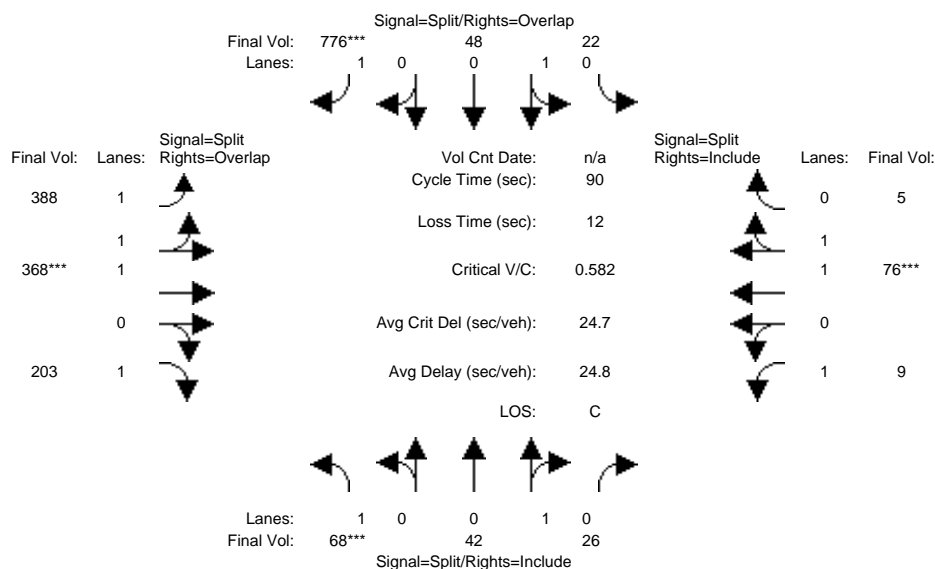 Signal=Split/Rights=Overlap
Final Vol: 776*** 48 22
Lanes: 1 0 0 1 0
Signal=Split
Final Vol: Lanes: Rights=Overlap
Vol Cnt Date: n/a
Signal=Split
Rights=Include Lanes: Final Vol:
388 1
Cycle Time (sec): 90
0 5
Loss Time (sec): 12
1
1
368*** 1
Critical V/C: 0.582
1 76***
0
Avg Crit Del (sec/veh): 24.7
0
203 1
Avg Delay (sec/veh): 24.8
1 9
LOS: C
Lanes: 1 0 0 1 0
Final Vol: 68*** 42 26
Signal=Split/Rights=Include